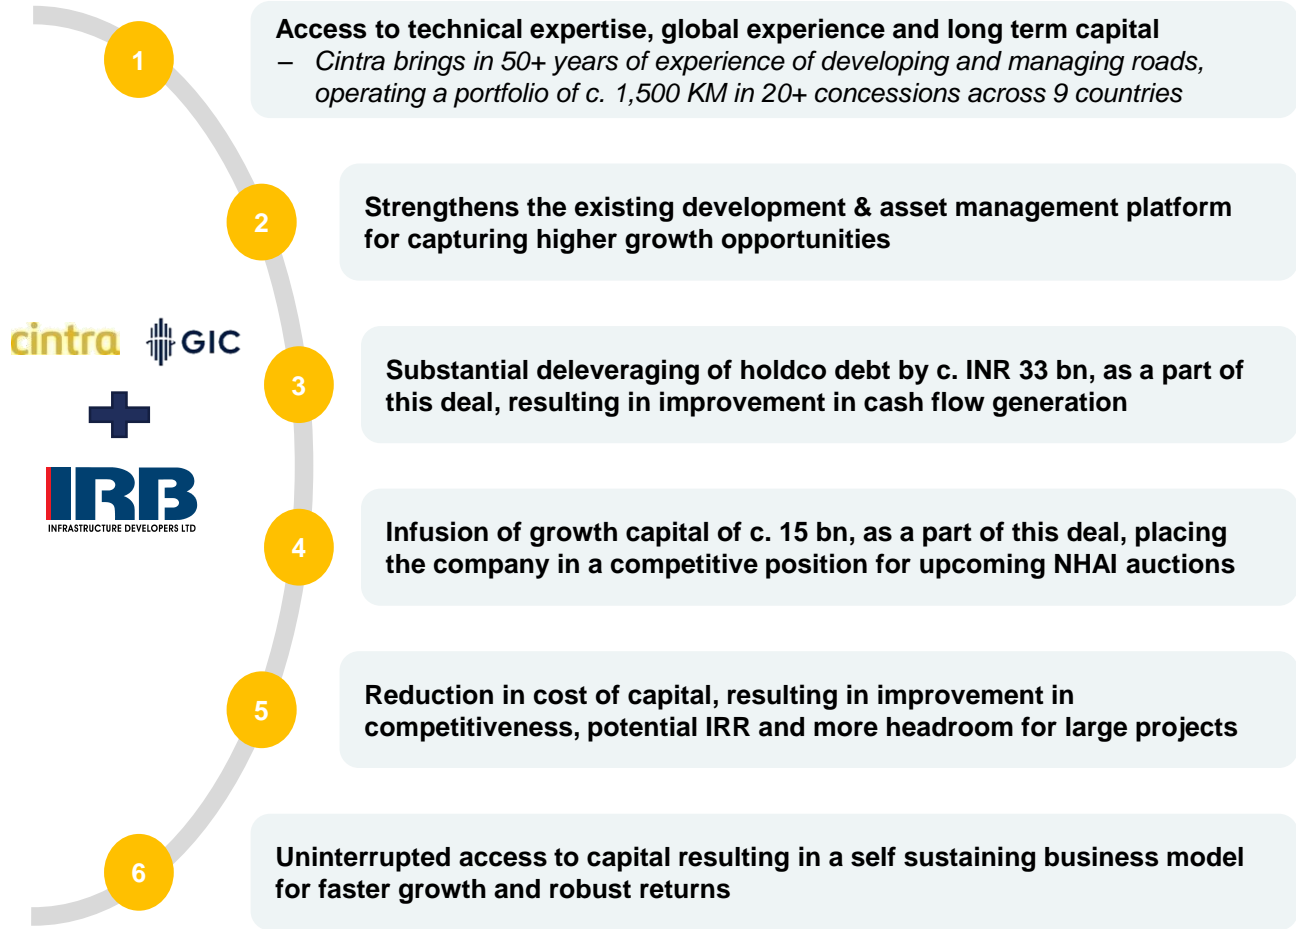 1
Access to technical expertise, global experience and long term capital
– Cintra brings in 50+ years of experience of developing and managing roads,
operating a portfolio of c. 1,500 KM in 20+ concessions across 9 countries
2
Strengthens the existing development & asset management platform
for capturing higher growth opportunities
cintra GIC
IRB
INFRASTRUCTURE DEVELOPERS LTD
3
Substantial deleveraging of holdco debt by c. INR 33 bn, as a part of
this deal, resulting in improvement in cash flow generation
4
Infusion of growth capital of c. 15 bn, as a part of this deal, placing
the company in a competitive position for upcoming NHAI auctions
5
Reduction in cost of capital, resulting in improvement in
competitiveness, potential IRR and more headroom for large projects
6
Uninterrupted access to capital resulting in a self sustaining business model
for faster growth and robust returns